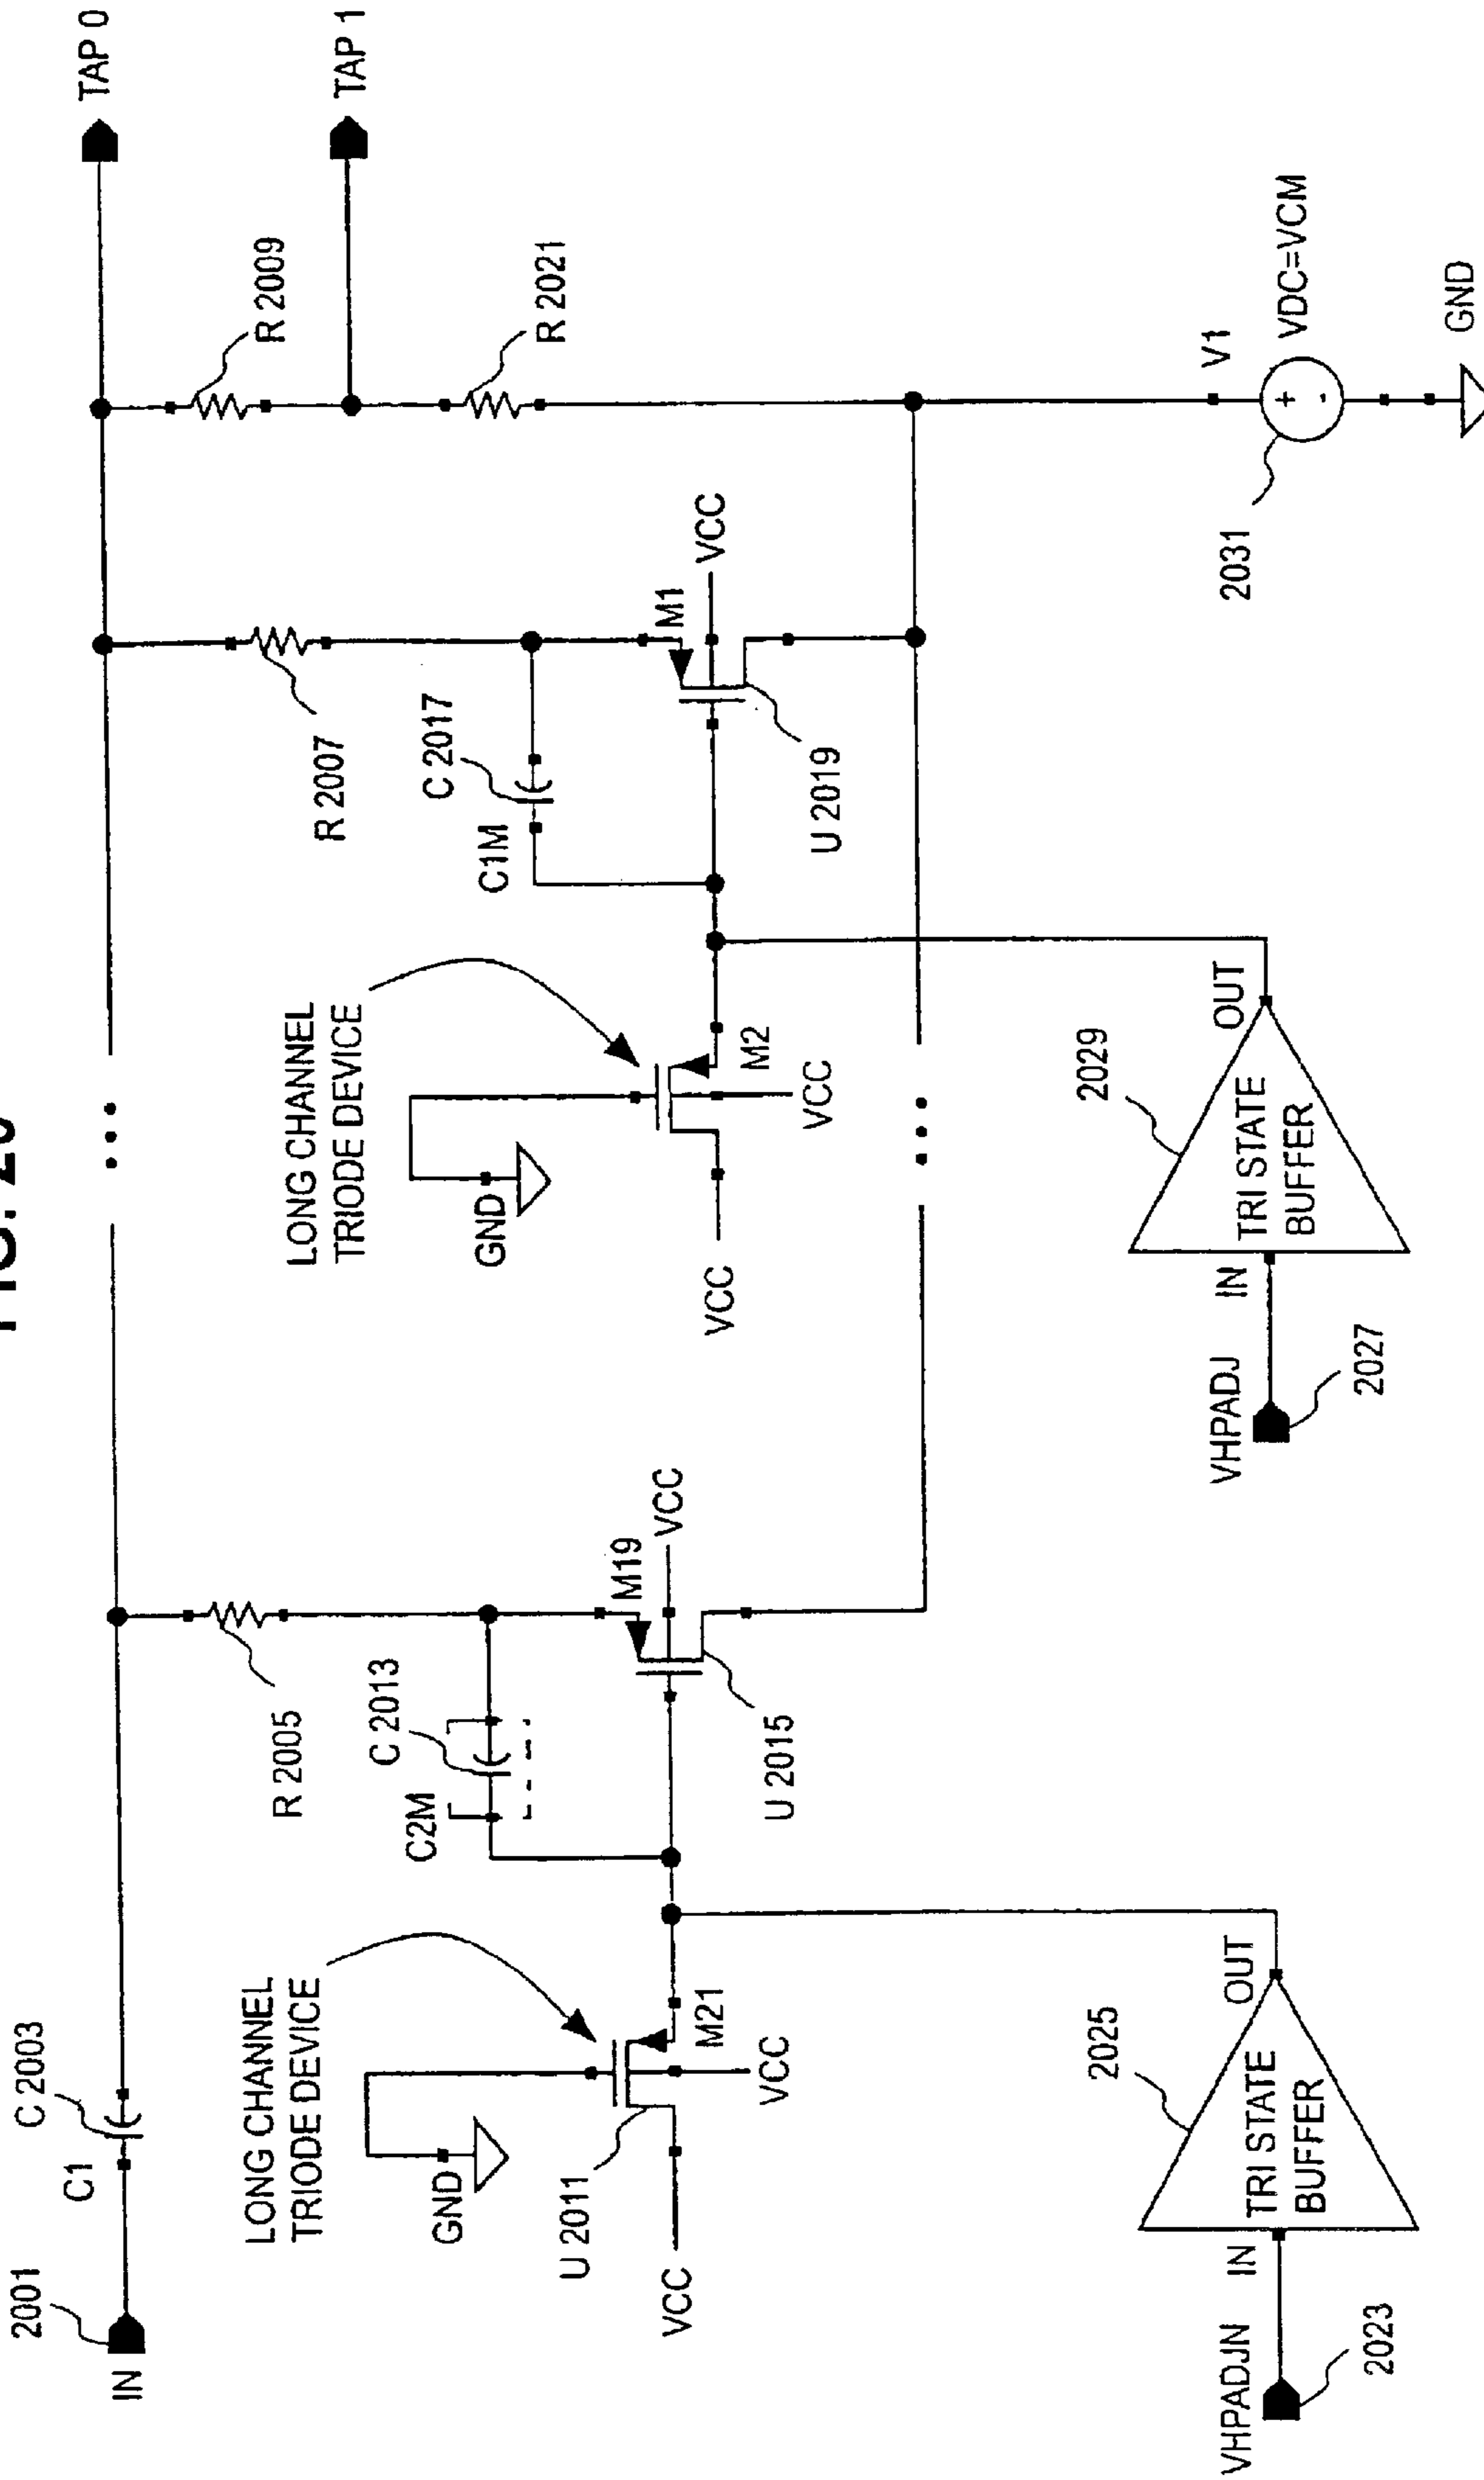 FIG. 20
2001
IN
C1
C 2003
TAP 0
TAP 1
R 2009
R 2021
R 2005
R 2007
LONG CHANNEL
TRIODE DEVICE
GND
U 2011
VCC
M21
VCC
C2M
C 2013
M19
VCC
U 2015
LONG CHANNEL
TRIODE DEVICE
GND
VCC
M2
VCC
C1M
C 2017
M1
VCC
U 2019
VHPADJN
2023
IN
TRI STATE
BUFFER
2025
OUT
VHPADJ
2027
IN
TRI STATE
BUFFER
2029
OUT
2031
V1
+
-
VDC=VCM
GND